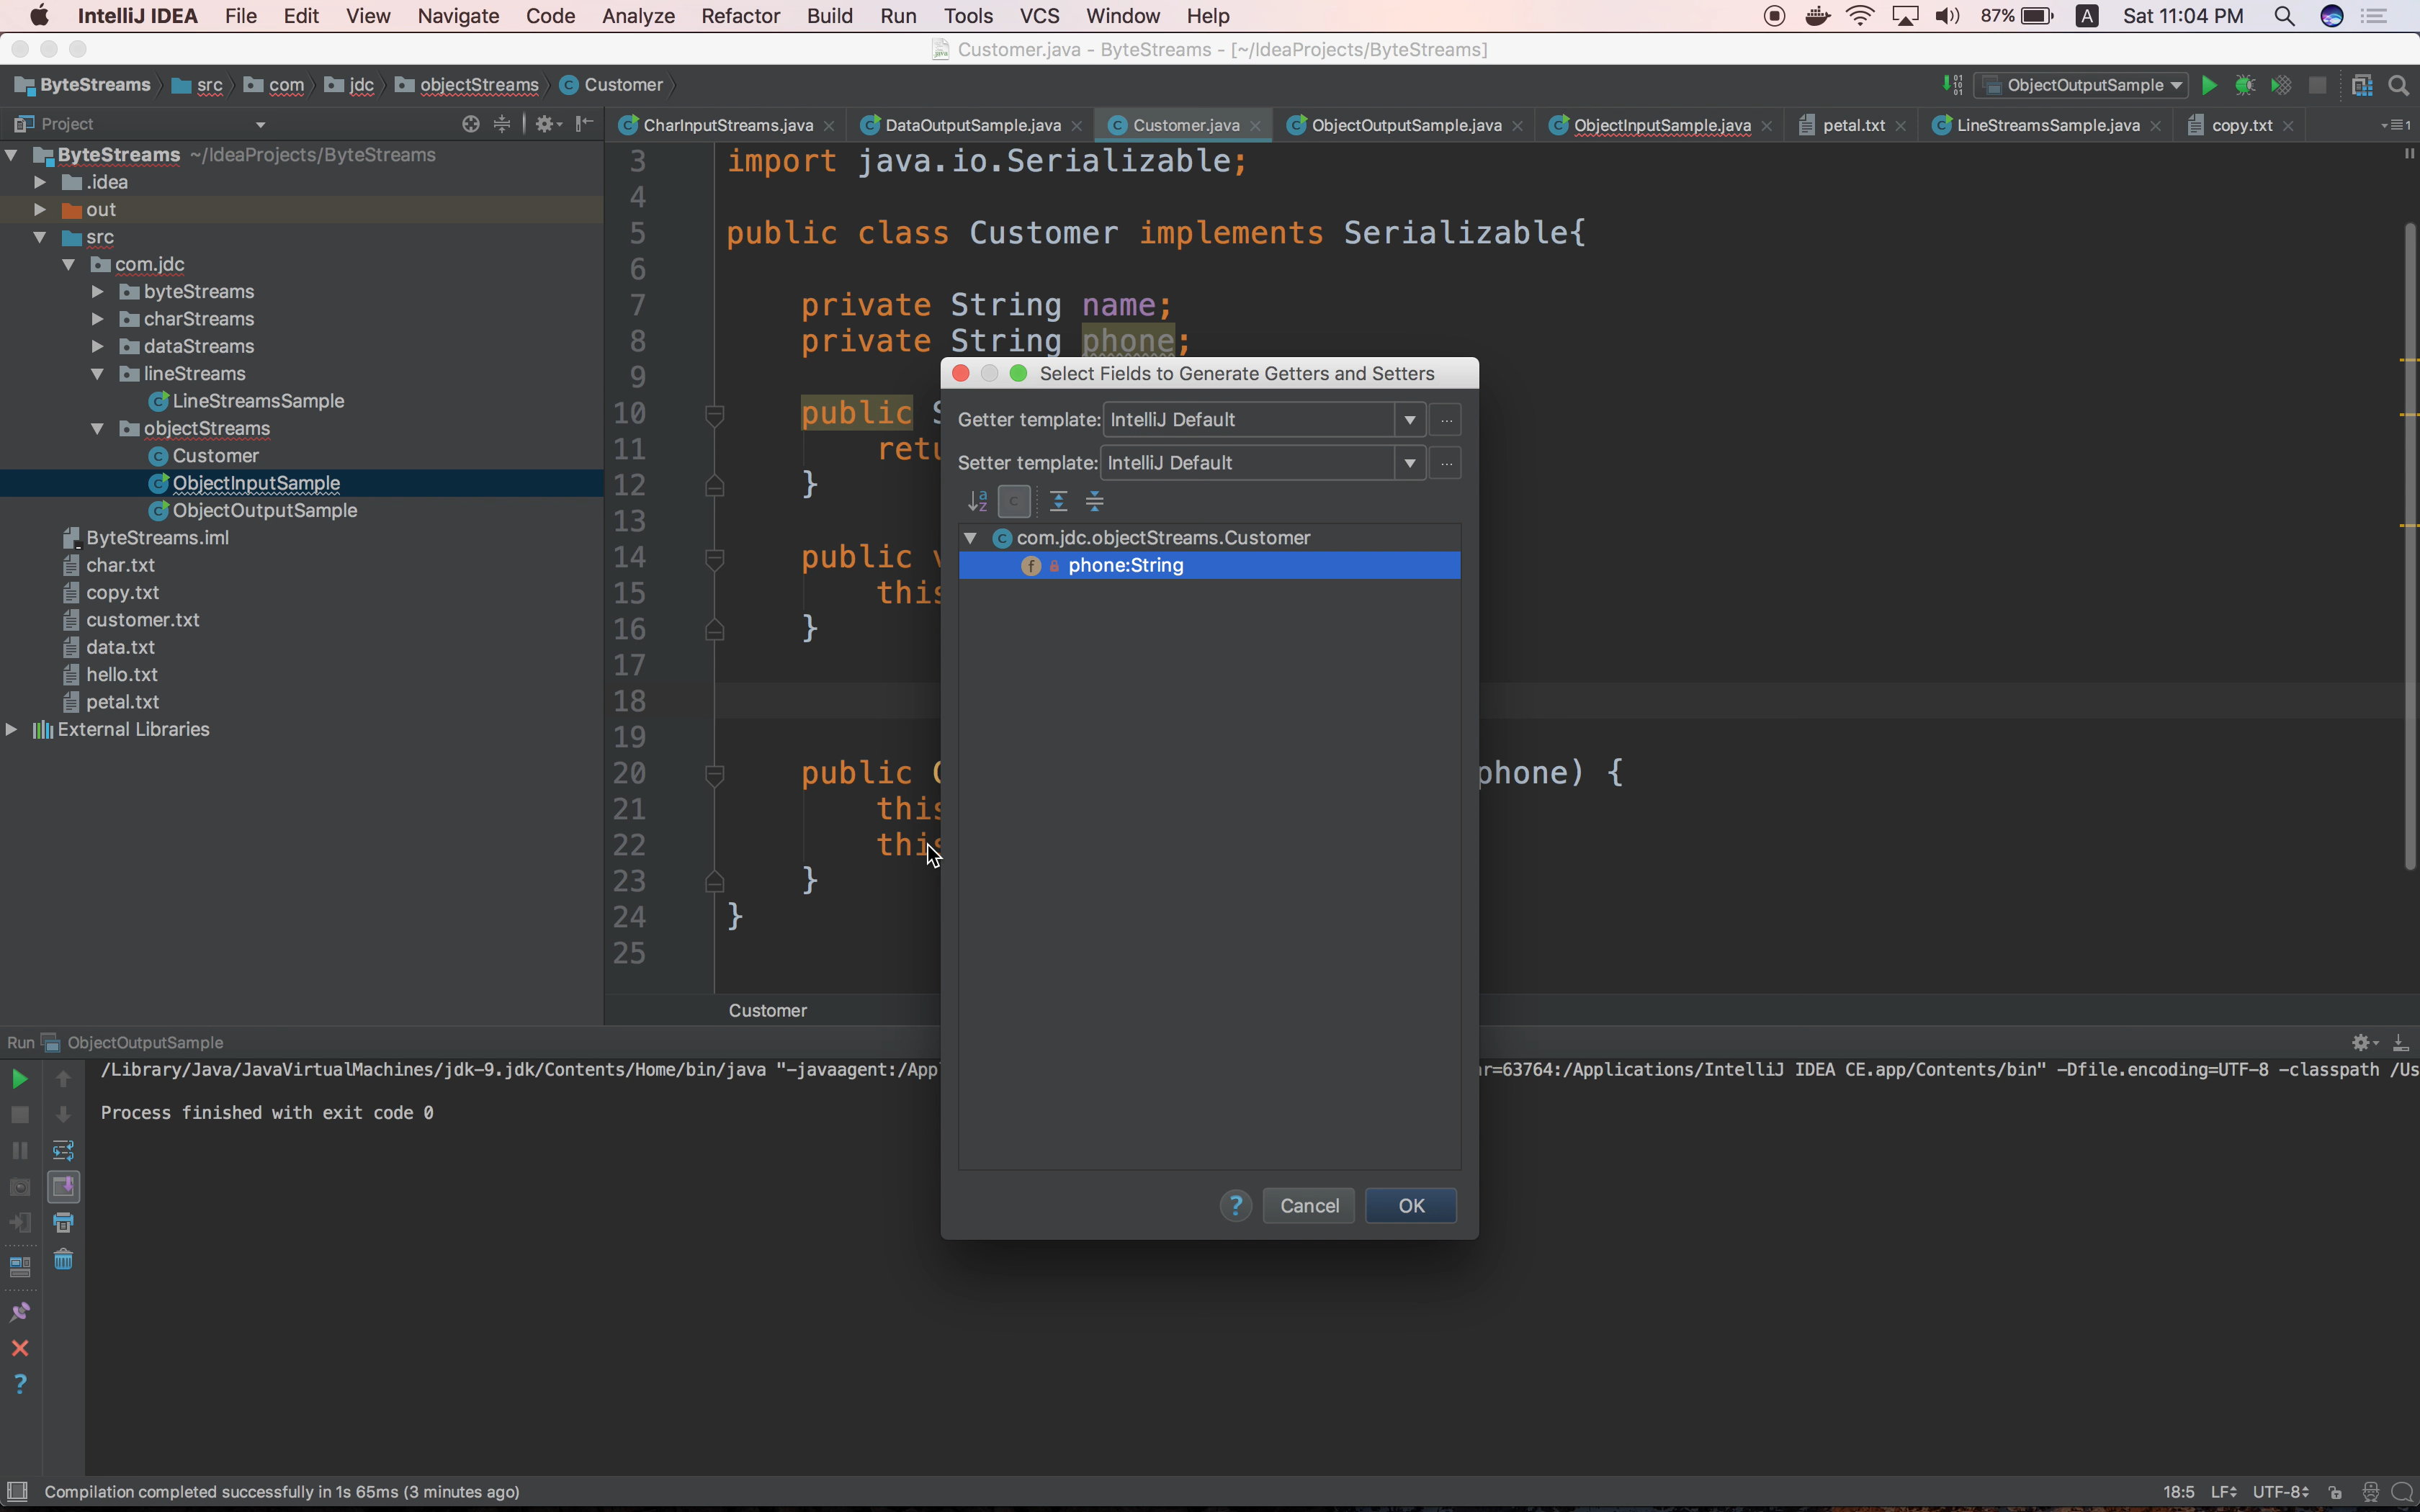 IntelliJ IDEA File Edit View Navigate Code Analyze Refactor Build Run Tools VCS Window Help 87% A Sat 11:04 PM
Customer.java - ByteStreams - [~/IdeaProjects/ByteStreams]
ByteStreams src com jdc objectStreams Customer ObjectOutputSample
Project
CharInputStreams.java DataOutputSample.java Customer.java ObjectOutputSample.java ObjectInputSample.java petal.txt LineStreamsSample.java copy.txt
ByteStreams ~/IdeaProjects/ByteStreams
.idea
out
src
com.jdc
byteStreams
charStreams
dataStreams
lineStreams
LineStreamsSample
objectStreams
Customer
ObjectInputSample
ObjectOutputSample
ByteStreams.iml
char.txt
copy.txt
customer.txt
data.txt
hello.txt
petal.txt
External Libraries
3 import java.io.Serializable;
4
5 public class Customer implements Serializable{
6
7 private String name;
8 private String phone;
9
10 public S
11 retu
12 }
13
14 public v
15 this
16 }
17
18
19
20 public C phone) {
21 this
22 this
23 }
24 }
25
Customer
Select Fields to Generate Getters and Setters
Getter template: IntelliJ Default ...
Setter template: IntelliJ Default ...
com.jdc.objectStreams.Customer
phone:String
? Cancel OK
Run ObjectOutputSample
/Library/Java/JavaVirtualMachines/jdk-9.jdk/Contents/Home/bin/java "-javaagent:/App r=63764:/Applications/IntelliJ IDEA CE.app/Contents/bin" -Dfile.encoding=UTF-8 -classpath /Us
Process finished with exit code 0
Compilation completed successfully in 1s 65ms (3 minutes ago) 18:5 LF UTF-8